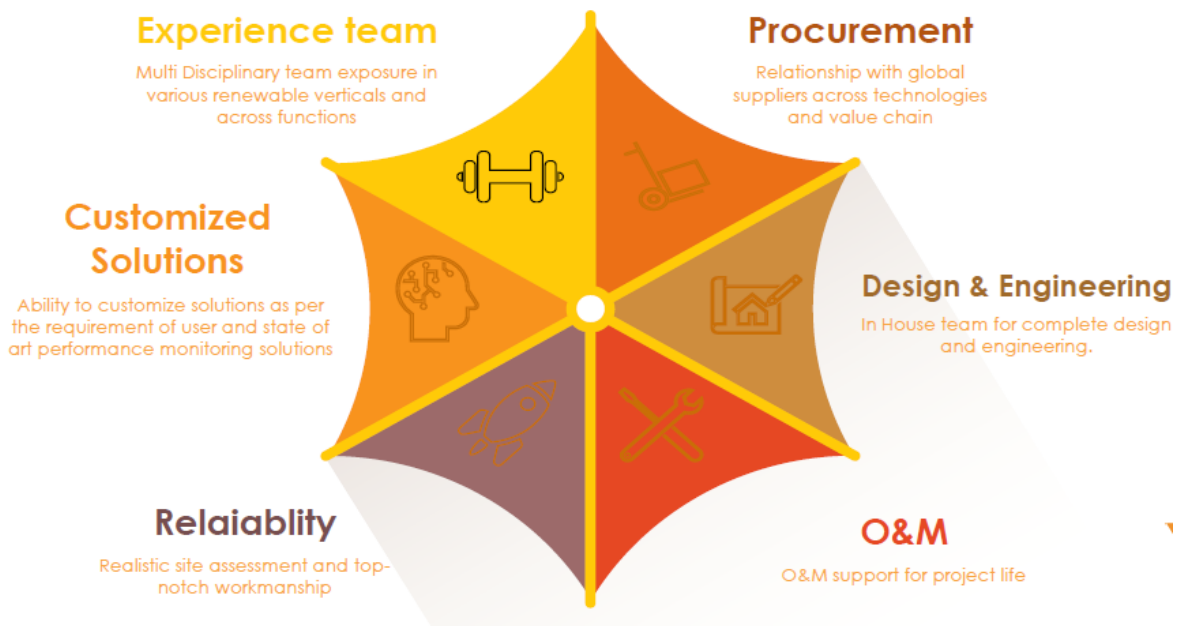 Experience team
Multi Disciplinary team exposure in
various renewable verticals and
across functions
Procurement
Relationship with global
suppliers across technologies
and value chain
Customized
Solutions
Ability to customize solutions as per
the requirement of user and state of
art performance monitoring solutions
Design & Engineering
In House team for complete design
and engineering.
Relaiablity
Realistic site assessment and top-
notch workmanship
O&M
O&M support for project life